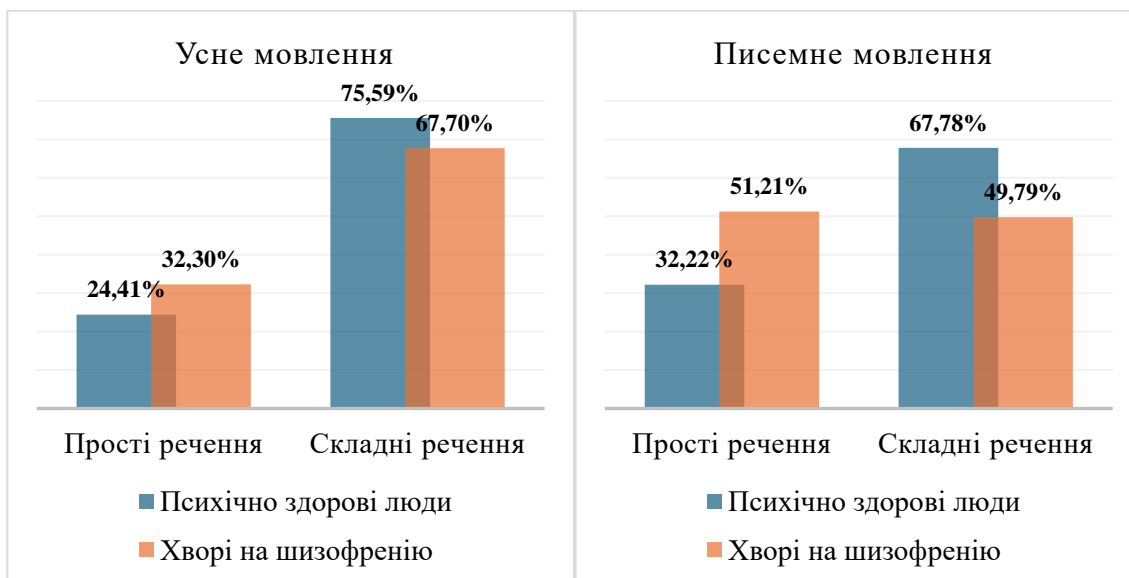 Усне мовлення
75,59%
67,70%
32,30%
24,41%
Прості речення
Складні речення
Психічно здорові люди
Хворі на шизофренію
Писемне мовлення
67,78%
51,21%
49,79%
32,22%
Прості речення
Складні речення
Психічно здорові люди
Хворі на шизофренію